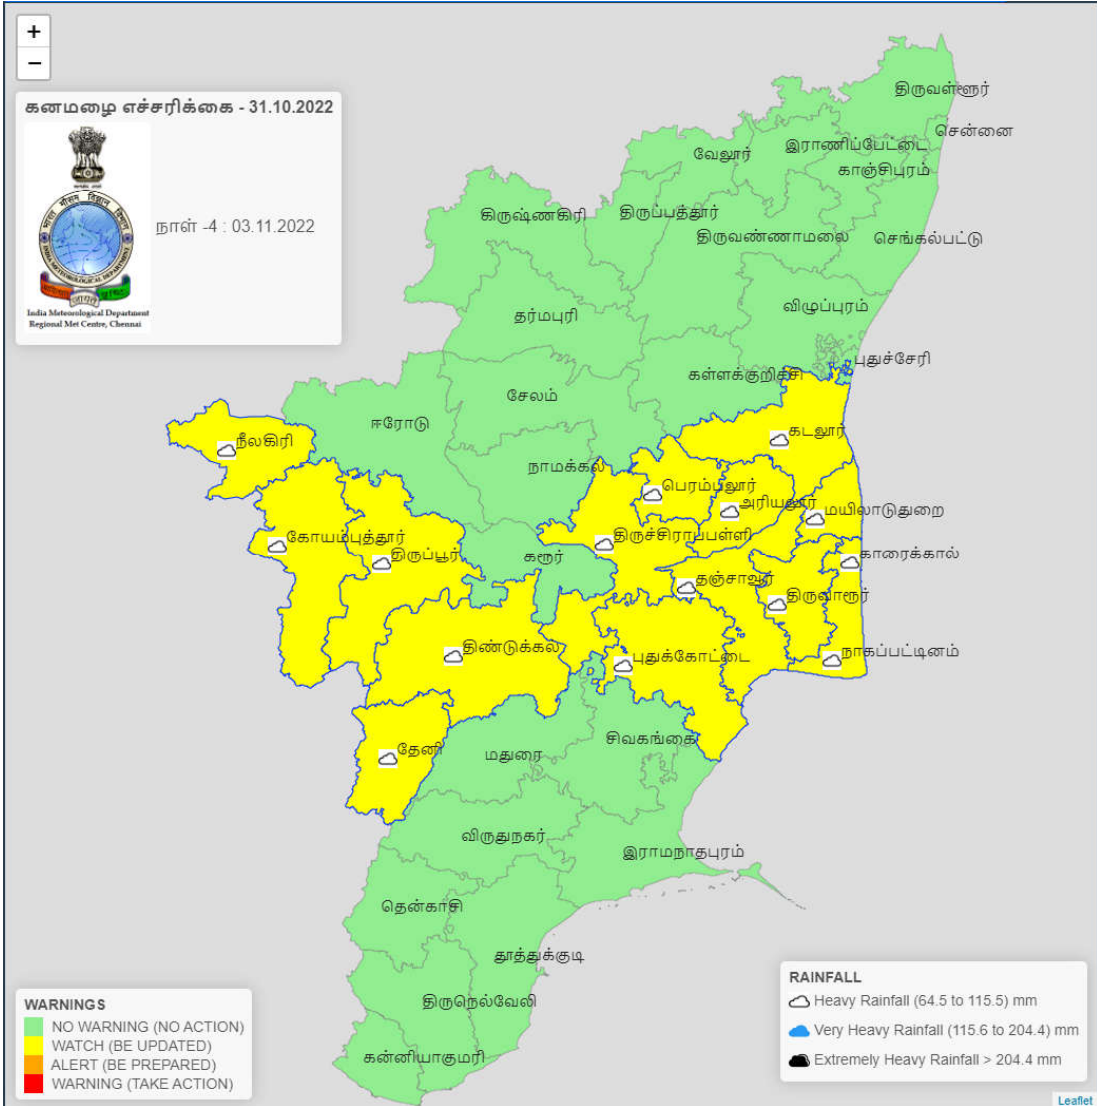 +
−
கனமழை எச்சரிக்கை - 31.10.2022
நாள் -4 : 03.11.2022
India Meteorological Department
Regional Met Centre, Chennai
திருவள்ளூர்
சென்னை
இராணிப்பேட்டை
வேலூர்
காஞ்சிபுரம்
கிருஷ்ணகிரி
திருப்பத்தூர்
திருவண்ணாமலை
செங்கல்பட்டு
விழுப்புரம்
தர்மபுரி
புதுச்சேரி
கள்ளக்குறிச்சி
சேலம்
ஈரோடு
கடலூர்
நீலகிரி
நாமக்கல்
பெரம்பலூர்
அரியலூர்
மயிலாடுதுறை
கோயம்புத்தூர்
திருப்பூர்
கரூர்
திருச்சிராப்பள்ளி
காரைக்கால்
தஞ்சாவூர்
திருவாரூர்
திண்டுக்கல்
புதுக்கோட்டை
நாகப்பட்டினம்
தேனி
மதுரை
சிவகங்கை
விருதுநகர்
இராமநாதபுரம்
தென்காசி
தூத்துக்குடி
திருநெல்வேலி
கன்னியாகுமரி
WARNINGS
NO WARNING (NO ACTION)
WATCH (BE UPDATED)
ALERT (BE PREPARED)
WARNING (TAKE ACTION)
RAINFALL
Heavy Rainfall (64.5 to 115.5) mm
Very Heavy Rainfall (115.6 to 204.4) mm
Extremely Heavy Rainfall > 204.4 mm
Leaflet